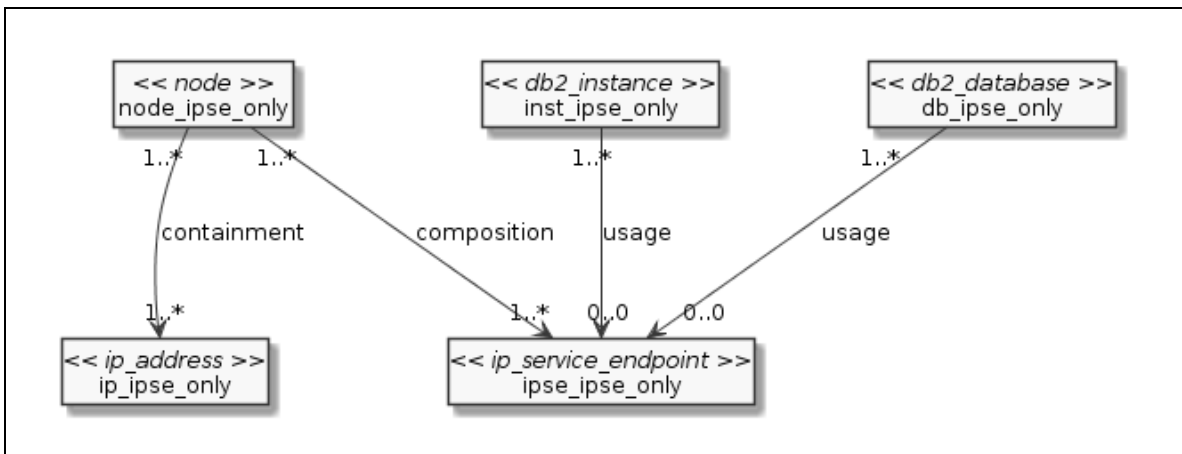 << node >>
node_ipse_only
<< db2_instance >>
inst_ipse_only
<< db2_database >>
db_ipse_only
1..*
1..*
1..*
1..*
containment
composition
usage
usage
1..*
1..*
0..0
0..0
<< ip_address >>
ip_ipse_only
<< ip_service_endpoint >>
ipse_ipse_only